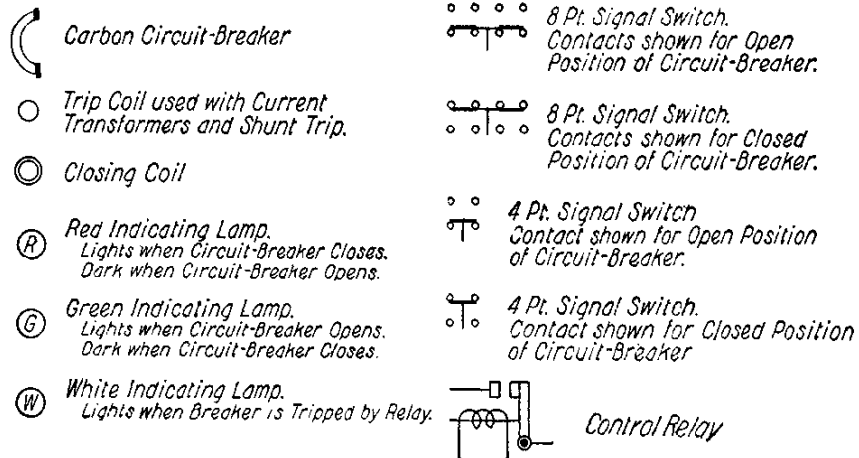 Carbon Circuit-Breaker
Trip Coil used with Current
Transformers and Shunt Trip.
Closing Coil
R
Red Indicating Lamp.
Lights when Circuit-Breaker Closes.
Dark when Circuit-Breaker Opens.
G
Green Indicating Lamp.
Lights when Circuit-Breaker Opens.
Dark when Circuit-Breaker Closes.
W
White Indicating Lamp.
Lights when Breaker is Tripped by Relay.
8 Pt. Signal Switch.
Contacts shown for Open
Position of Circuit-Breaker.
8 Pt. Signal Switch.
Contacts shown for Closed
Position of Circuit-Breaker.
4 Pt. Signal Switch
Contact shown for Open Position
of Circuit-Breaker.
4 Pt. Signal Switch.
Contact shown for Closed Position
of Circuit-Breaker
Control Relay